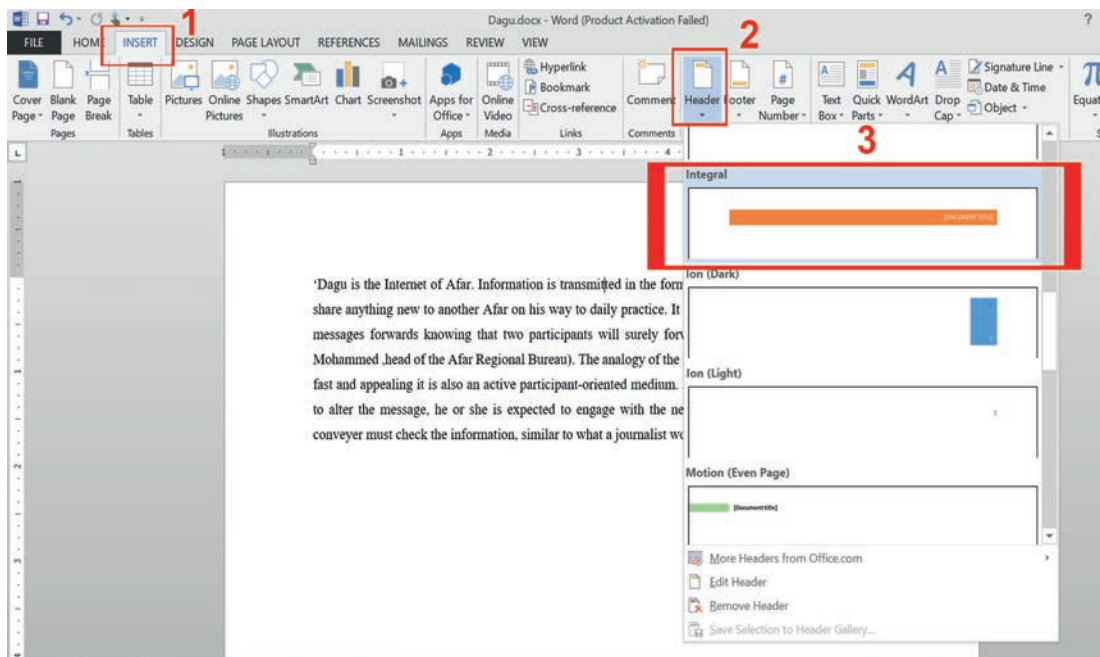 Dagu.docx - Word (Product Activation Failed)
?
1
FILE HOME INSERT DESIGN PAGE LAYOUT REFERENCES MAILINGS REVIEW VIEW
2
Cover Page
Blank Page
Page Break
Table
Pictures
Online Pictures
Shapes
SmartArt
Chart
Screenshot
Apps for Office
Online Video
Hyperlink
Bookmark
Cross-reference
Comment
Header
Footer
Page Number
Text Box
Quick Parts
WordArt
Drop Cap
Signature Line
Date & Time
Object
Pages Tables Illustrations Apps Media Links Comments
3
1 2 3 4
Integral
[DOCUMENT TITLE]
Ion (Dark)
Ion (Light)
Motion (Even Page)
[Document title]
More Headers from Office.com
Edit Header
Remove Header
Save Selection to Header Gallery...
‘Dagu is the Internet of Afar. Information is transmitted in the form
share anything new to another Afar on his way to daily practice. It
messages forwards knowing that two participants will surely forv
Mohammed ,head of the Afar Regional Bureau). The analogy of the
fast and appealing it is also an active participant-oriented medium.
to alter the message, he or she is expected to engage with the ne
conveyer must check the information, similar to what a journalist wo